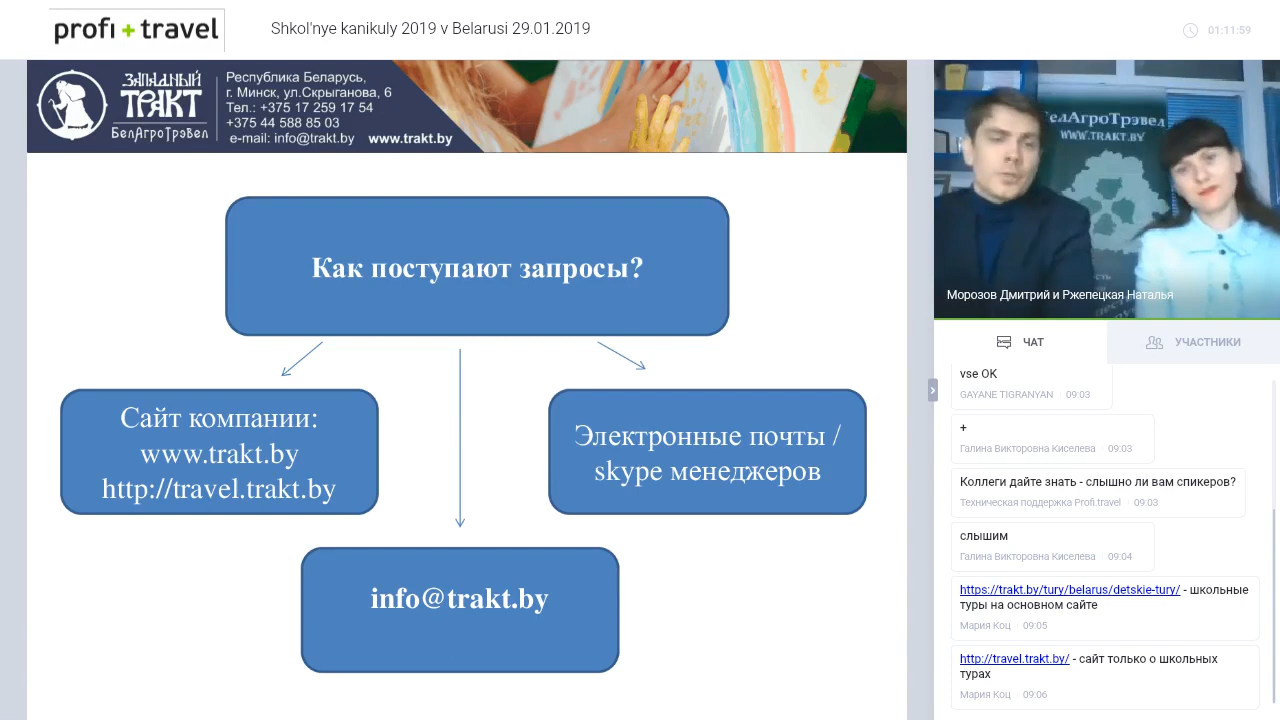 profi + travel
Shkol'nye kanikuly 2019 v Belarusi 29.01.2019
01:11:59
ЗАПАДНЫЙ
ТРАКТ
БелАгроТрэвел
Республика Беларусь,
г. Минск, ул.Скрыганова, 6
Тел.: +375 17 259 17 54
+375 44 588 85 03
e-mail: info@trakt.by www.trakt.by
Как поступают запросы?
Сайт компании:
www.trakt.by
http://travel.trakt.by
Электронные почты /
skype менеджеров
info@trakt.by
БелАгроТрэвел
WWW.TRAKT.BY
Морозов Дмитрий и Ржепецкая Наталья
ЧАТ
УЧАСТНИКИ
vse OK
GAYANE TIGRANYAN · 09:03
+
Галина Викторовна Киселева · 09:03
Коллеги дайте знать - слышно ли вам спикеров?
Техническая поддержка Profi.travel · 09:03
слышим
Галина Викторовна Киселева · 09:04
https://trakt.by/tury/belarus/detskie-tury/ - школьные
туры на основном сайте
Мария Коц · 09:05
http://travel.trakt.by/ - сайт только о школьных
турах
Мария Коц · 09:06